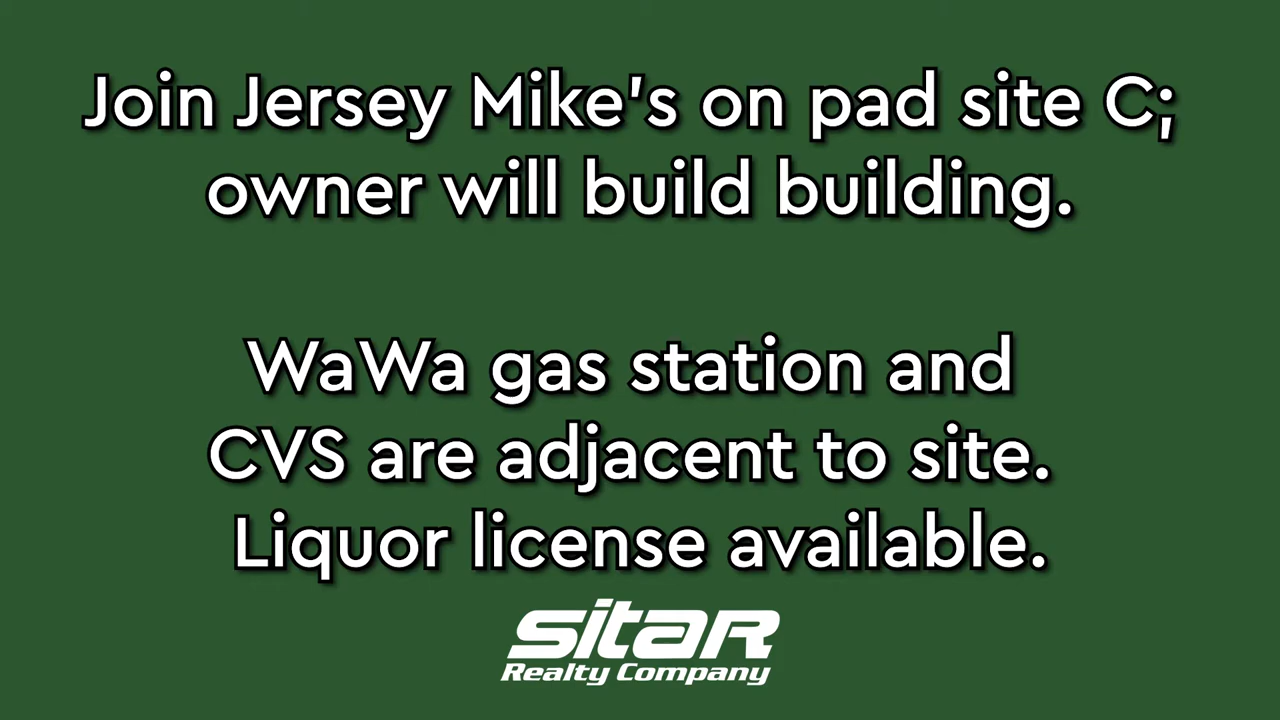 Join Jersey Mike's on pad site C;
owner will build building.
WaWa gas station and
CVS are adjacent to site.
Liquor license available.
sitaR
Realty Company